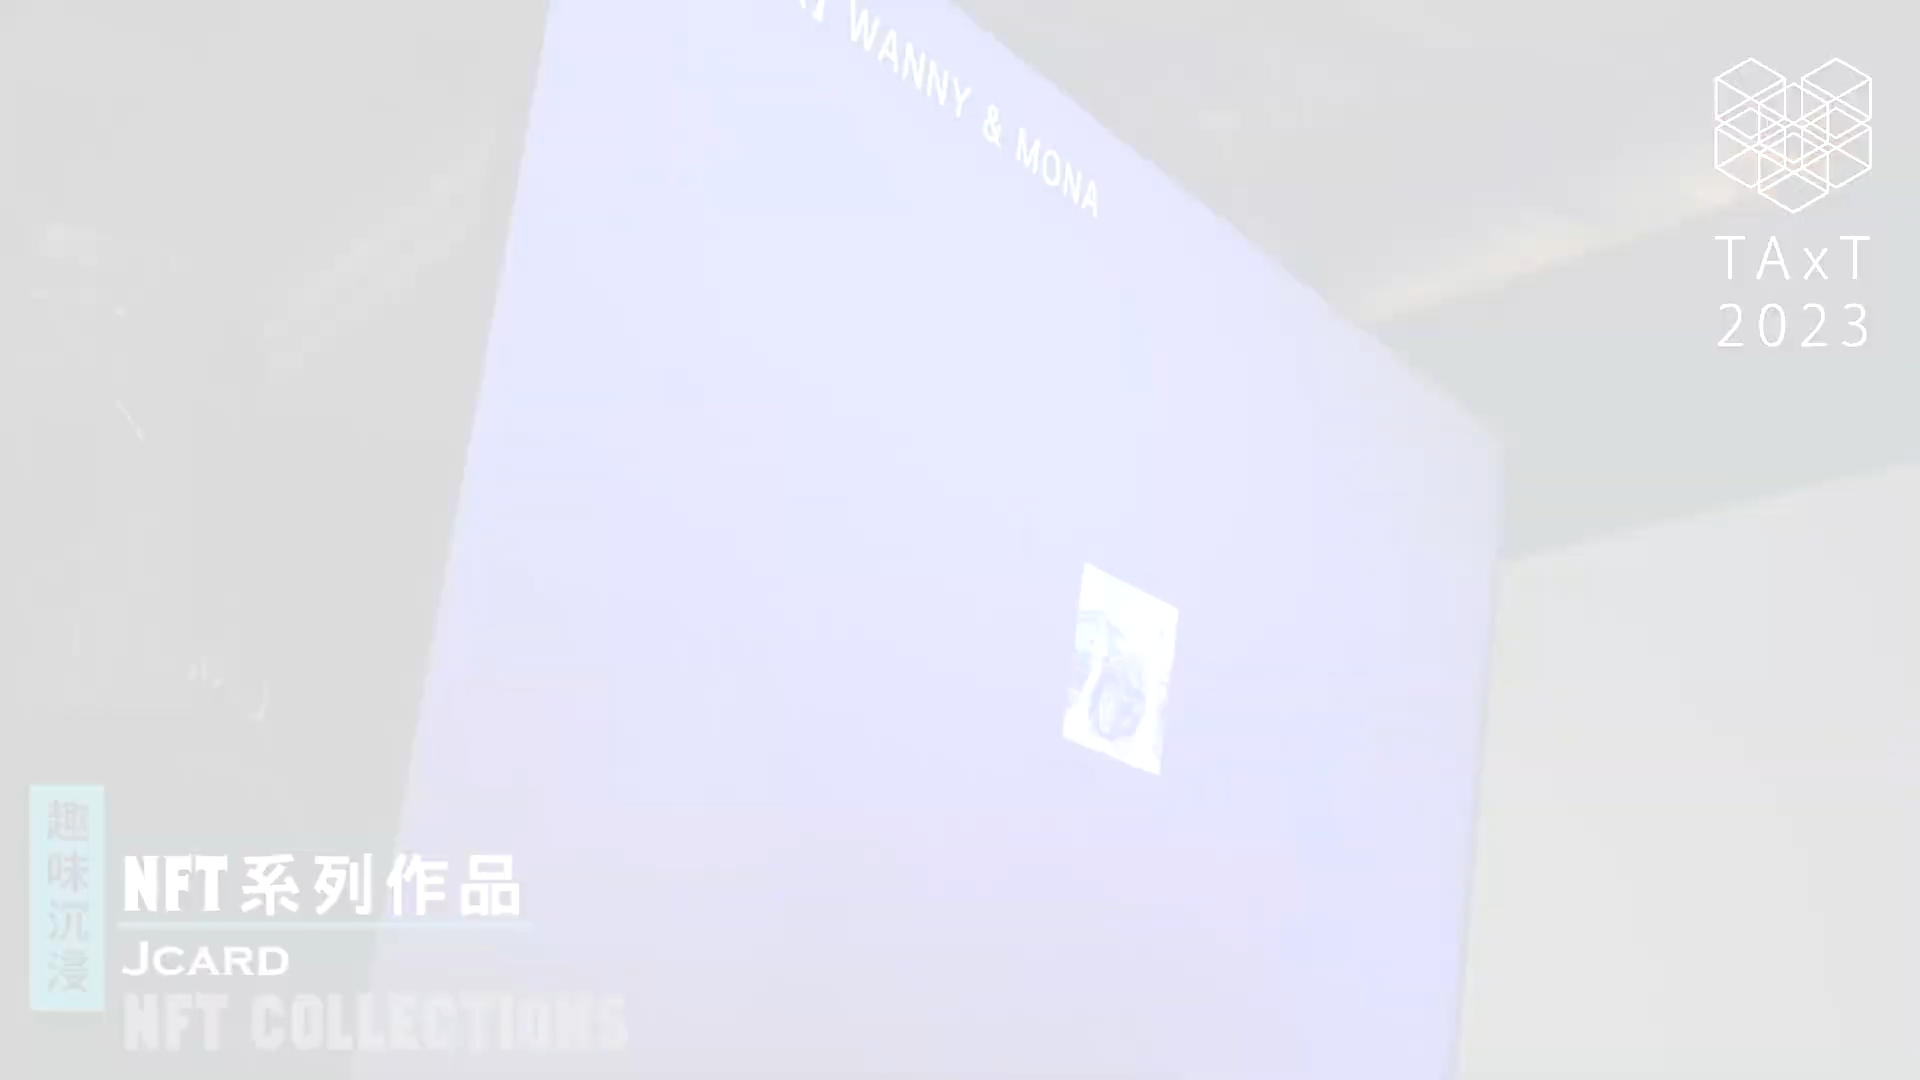 WANNY & MONA
TAxT
2023
趣味沉浸
NFT系列作品
JCARD
NFT COLLECTIONS